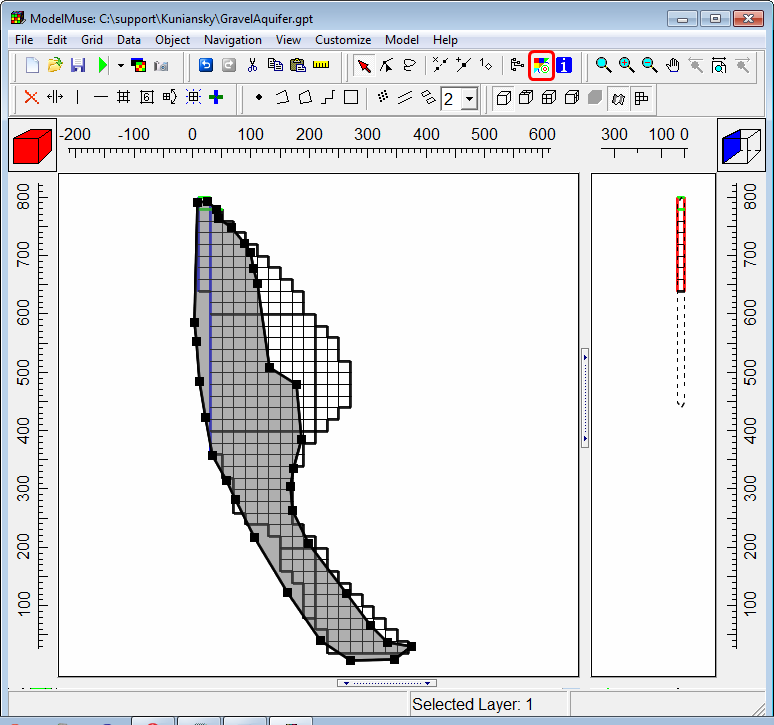 ModelMuse: C:\support\Kuniansky\GravelAquifer.gpt
File Edit Grid Data Object Navigation View Customize Model Help
2
-200 -100 0 100 200 300 400 500 600 300 100 0
800 800
700 700
600 600
500 500
400 400
300 300
200 200
100 100
Selected Layer: 1